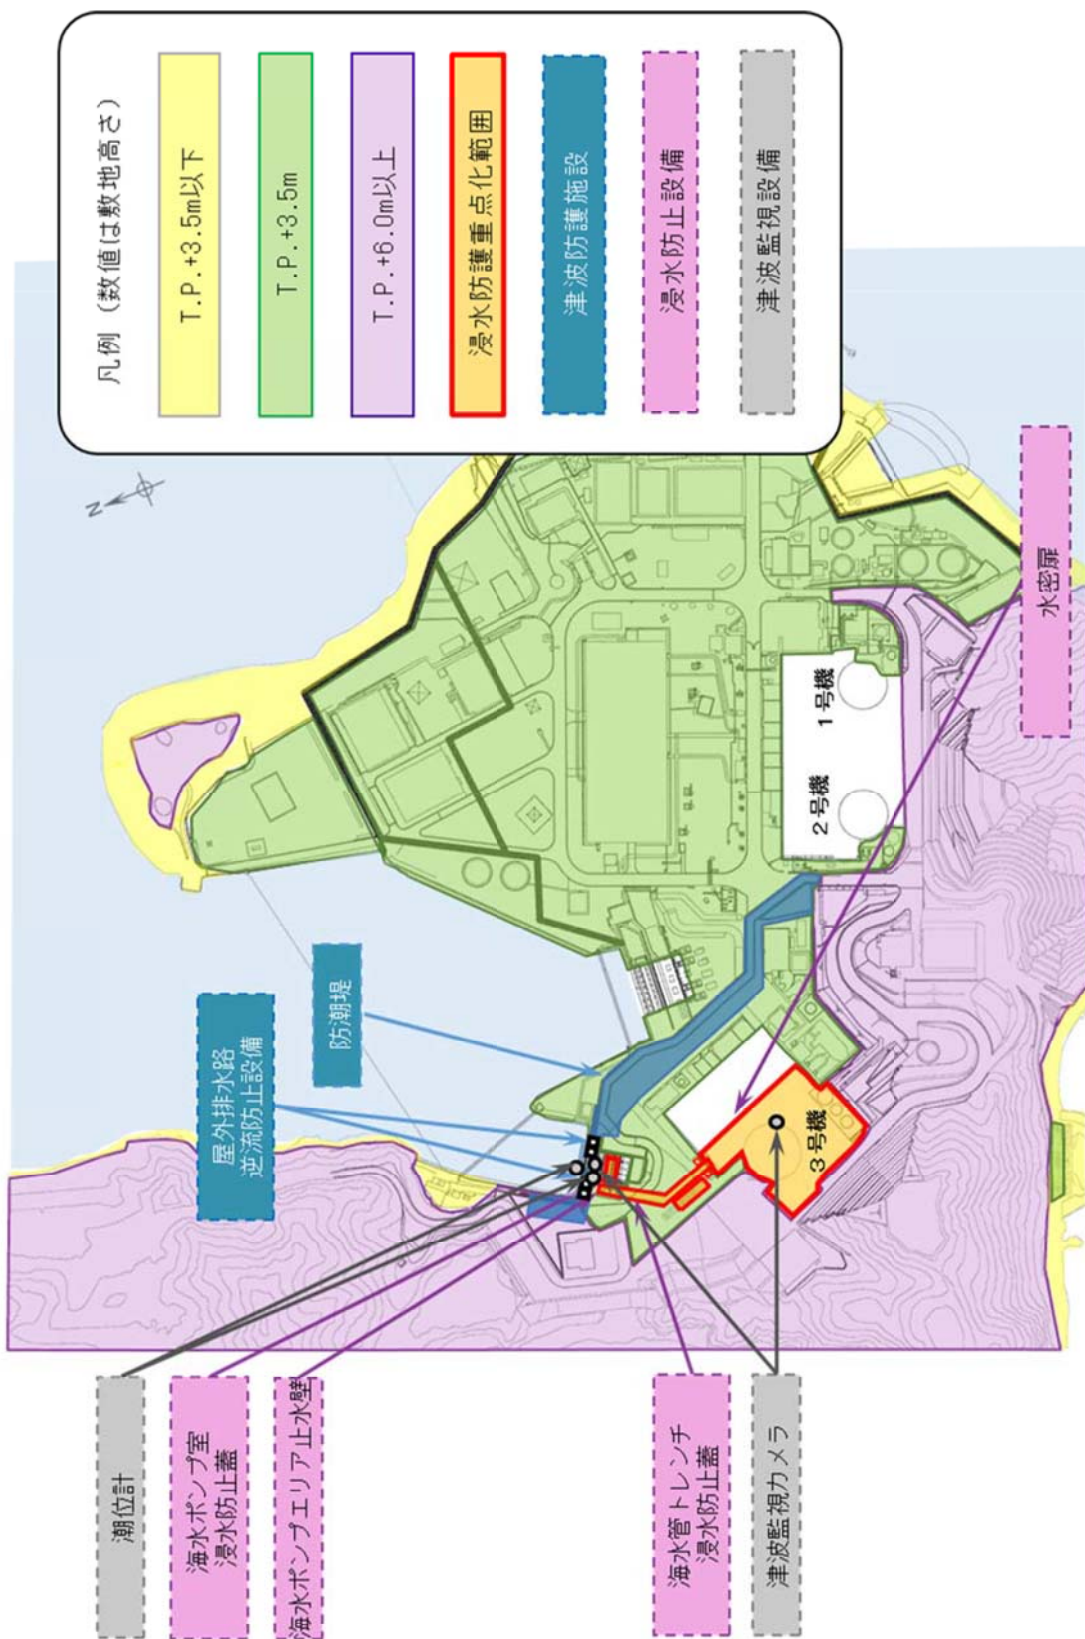 凡例（数値は敷地高さ）
T.P.+3.5m以下
T.P.+3.5m
T.P.+6.0m以上
浸水防護重点化範囲
津波防護施設
浸水防止設備
津波監視設備
N
屋外排水路
逆流防止設備
防潮堤
1号機
2号機
3号機
水密扉
潮位計
海水ポンプ室
浸水防止蓋
海水ポンプエリア止水壁
海水管トレンチ
浸水防止蓋
津波監視カメラ